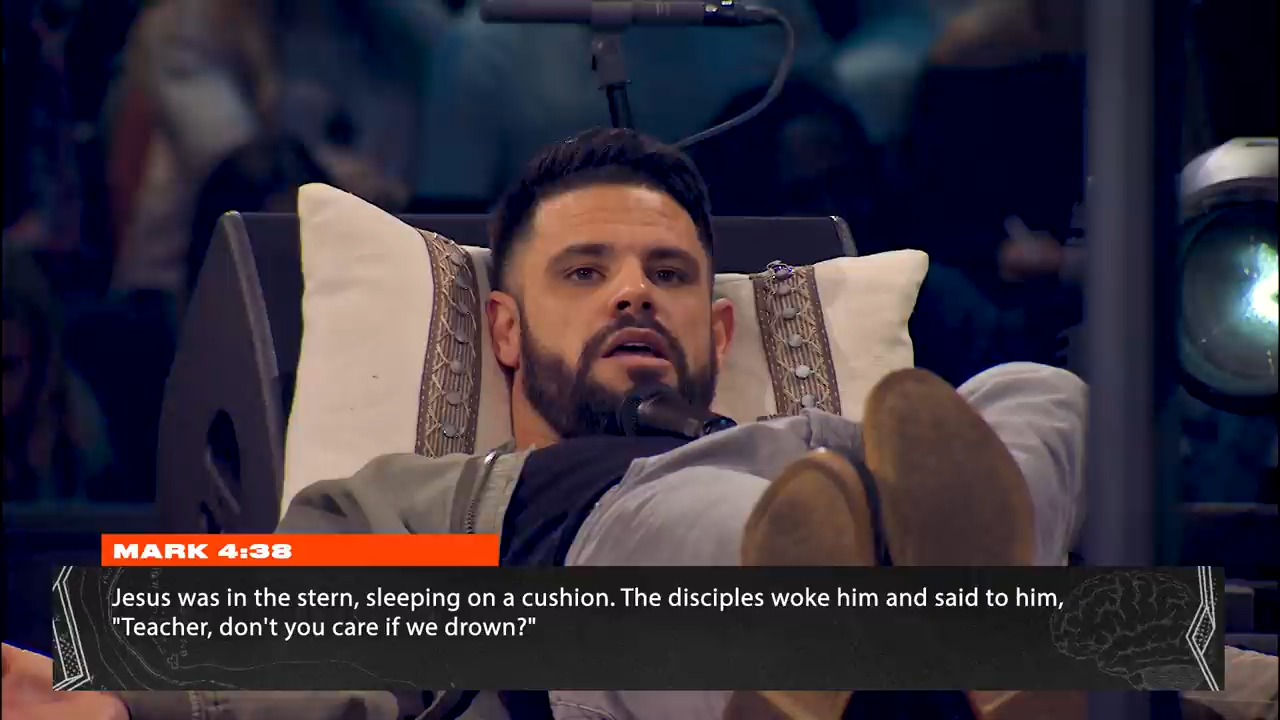 MARK 4:38
Jesus was in the stern, sleeping on a cushion. The disciples woke him and said to him,
"Teacher, don't you care if we drown?"